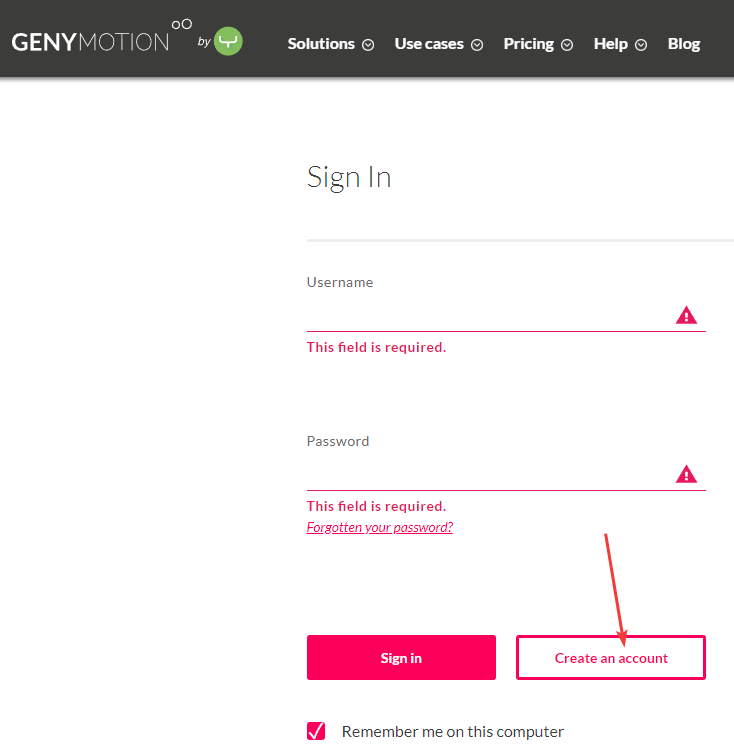 GENYMOTION by Solutions Use cases Pricing Help Blog
Sign In
Username
This field is required.
Password
This field is required.
Forgotten your password?
Sign in Create an account
Remember me on this computer